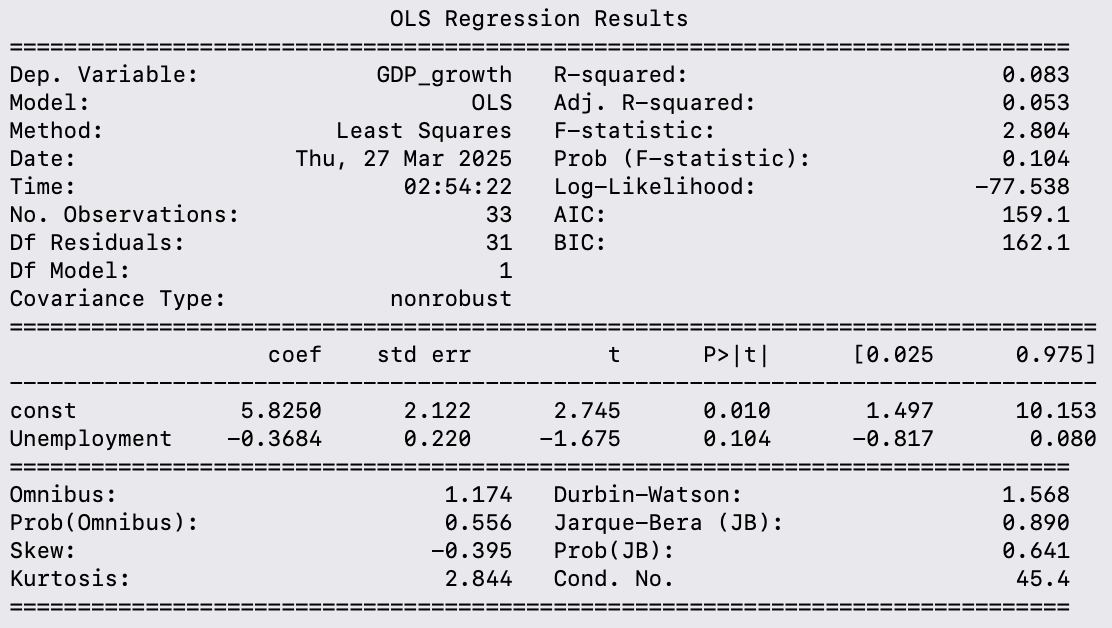 OLS Regression Results
==============================================================================
Dep. Variable:             GDP_growth   R-squared:                       0.083
Model:                            OLS   Adj. R-squared:                  0.053
Method:                 Least Squares   F-statistic:                     2.804
Date:                Thu, 27 Mar 2025   Prob (F-statistic):              0.104
Time:                        02:54:22   Log-Likelihood:                -77.538
No. Observations:                  33   AIC:                             159.1
Df Residuals:                      31   BIC:                             162.1
Df Model:                           1
Covariance Type:            nonrobust
================================================================================
                   coef    std err          t      P>|t|      [0.025      0.975]
--------------------------------------------------------------------------------
const            5.8250      2.122      2.745      0.010       1.497      10.153
Unemployment    -0.3684      0.220     -1.675      0.104      -0.817       0.080
==============================================================================
Omnibus:                        1.174   Durbin-Watson:                   1.568
Prob(Omnibus):                  0.556   Jarque-Bera (JB):                0.890
Skew:                          -0.395   Prob(JB):                        0.641
Kurtosis:                       2.844   Cond. No.                         45.4
==============================================================================